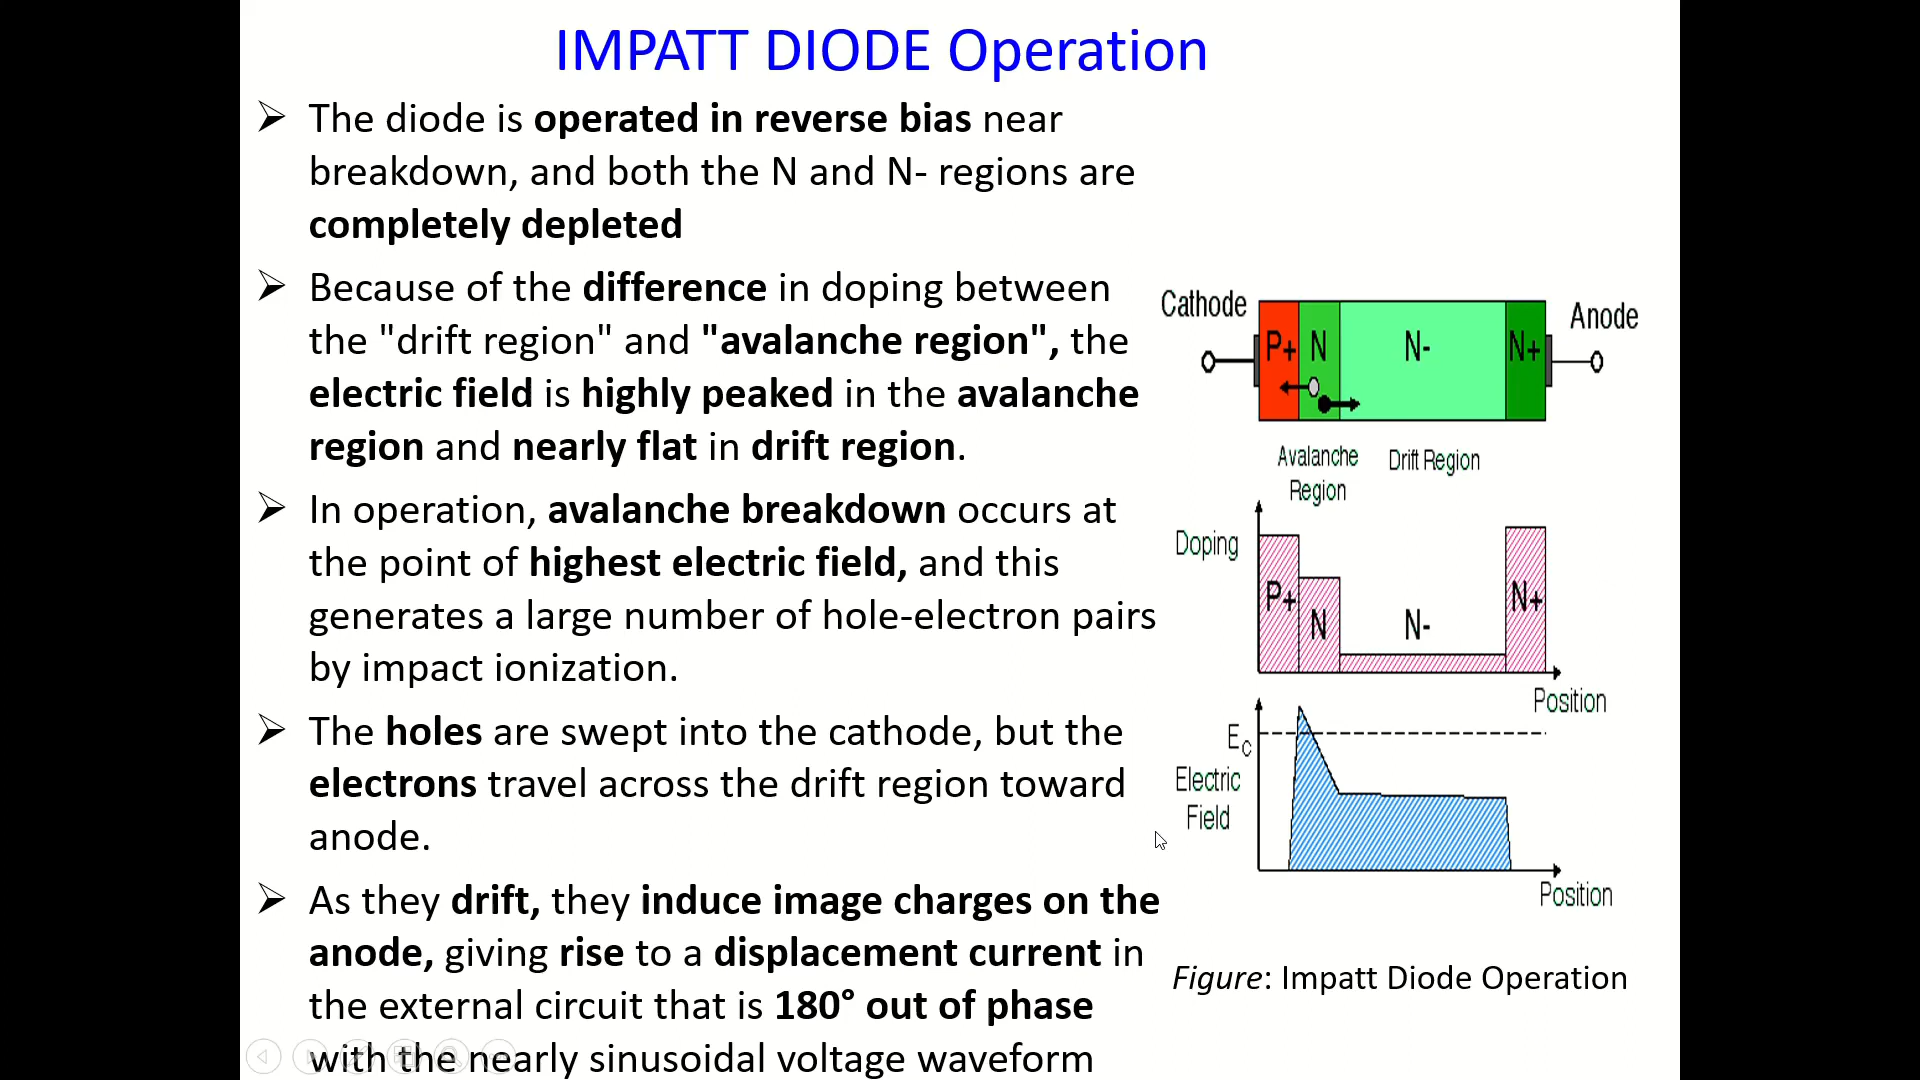 IMPATT DIODE Operation
The diode is operated in reverse bias near
breakdown, and both the N and N- regions are
completely depleted
Because of the difference in doping between
the "drift region" and "avalanche region", the
electric field is highly peaked in the avalanche
region and nearly flat in drift region.
In operation, avalanche breakdown occurs at
the point of highest electric field, and this
generates a large number of hole-electron pairs
by impact ionization.
The holes are swept into the cathode, but the
electrons travel across the drift region toward
anode.
As they drift, they induce image charges on the
anode, giving rise to a displacement current in
the external circuit that is 180° out of phase
with the nearly sinusoidal voltage waveform
Cathode
Anode
P+ N N- N+
Avalanche
Region
Drift Region
Doping
P+ N N- N+
Position
Ec
Electric
Field
Position
Figure: Impatt Diode Operation